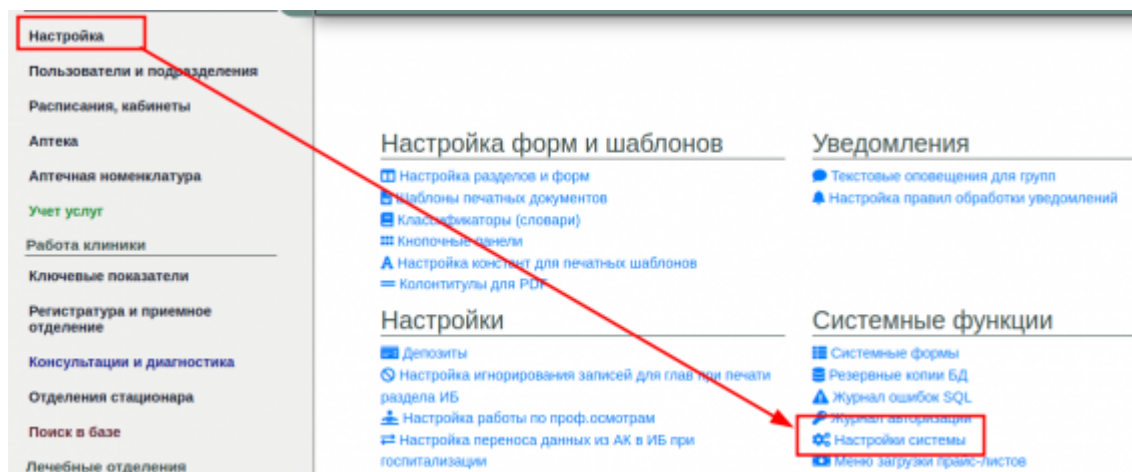 Настройка
Пользователи и подразделения
Расписания, кабинеты
Аптека
Аптечная номенклатура
Учет услуг
Работа клиники
Ключевые показатели
Регистратура и приемное
отделение
Консультации и диагностика
Отделения стационара
Поиск в базе
Лечебные отделения
Настройка форм и шаблонов
Настройка разделов и форм
Шаблоны печатных документов
Классификаторы (словари)
Кнопочные панели
Настройка констант для печатных шаблонов
Колонтитулы для PDF
Уведомления
Текстовые оповещения для групп
Настройка правил обработки уведомлений
Настройки
Депозиты
Настройка игнорирования записей для глав при печати
раздела ИБ
Настройка работы по проф.осмотрам
Настройка переноса данных из АК в ИБ при
госпитализации
Системные функции
Системные формы
Резервные копии БД
Журнал ошибок SQL
Журнал авторизации
Настройки системы
Меню загрузки прайс-листов